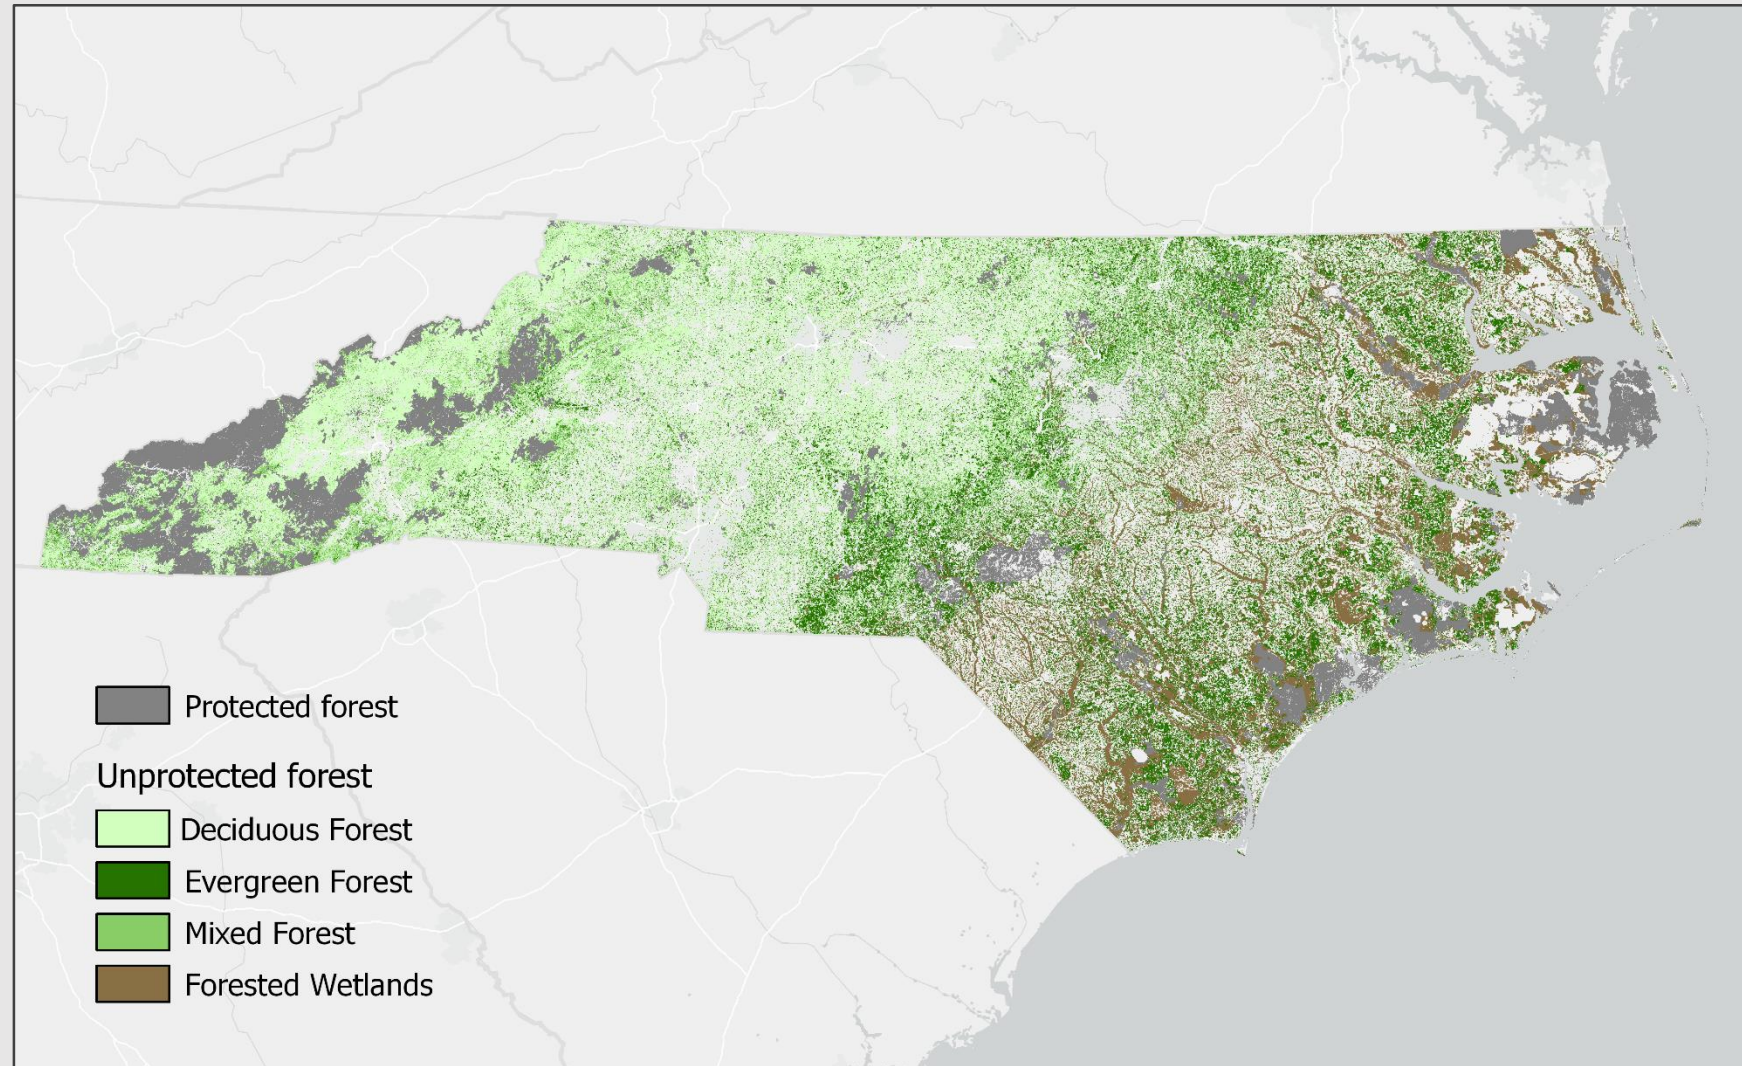 Protected forest
Unprotected forest
Deciduous Forest
Evergreen Forest
Mixed Forest
Forested Wetlands